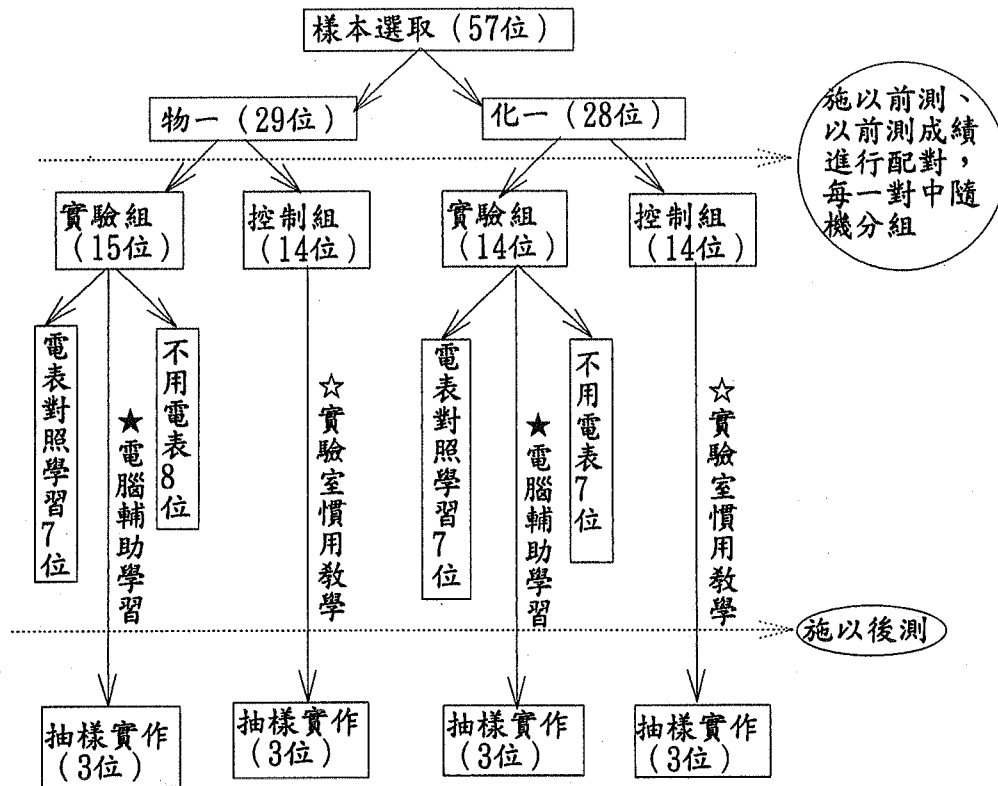 樣本選取（57位）
物一（29位）
化一（28位）
施以前測、
以前測成績
進行配對，
每一對中隨
機分組
實驗組
（15位）
控制組
（14位）
實驗組
（14位）
控制組
（14位）
電表對照學習7位
★電腦輔助學習
不用電表8位
☆實驗室慣用教學
電表對照學習7位
★電腦輔助學習
不用電表7位
☆實驗室慣用教學
施以後測
抽樣實作
（3位）
抽樣實作
（3位）
抽樣實作
（3位）
抽樣實作
（3位）